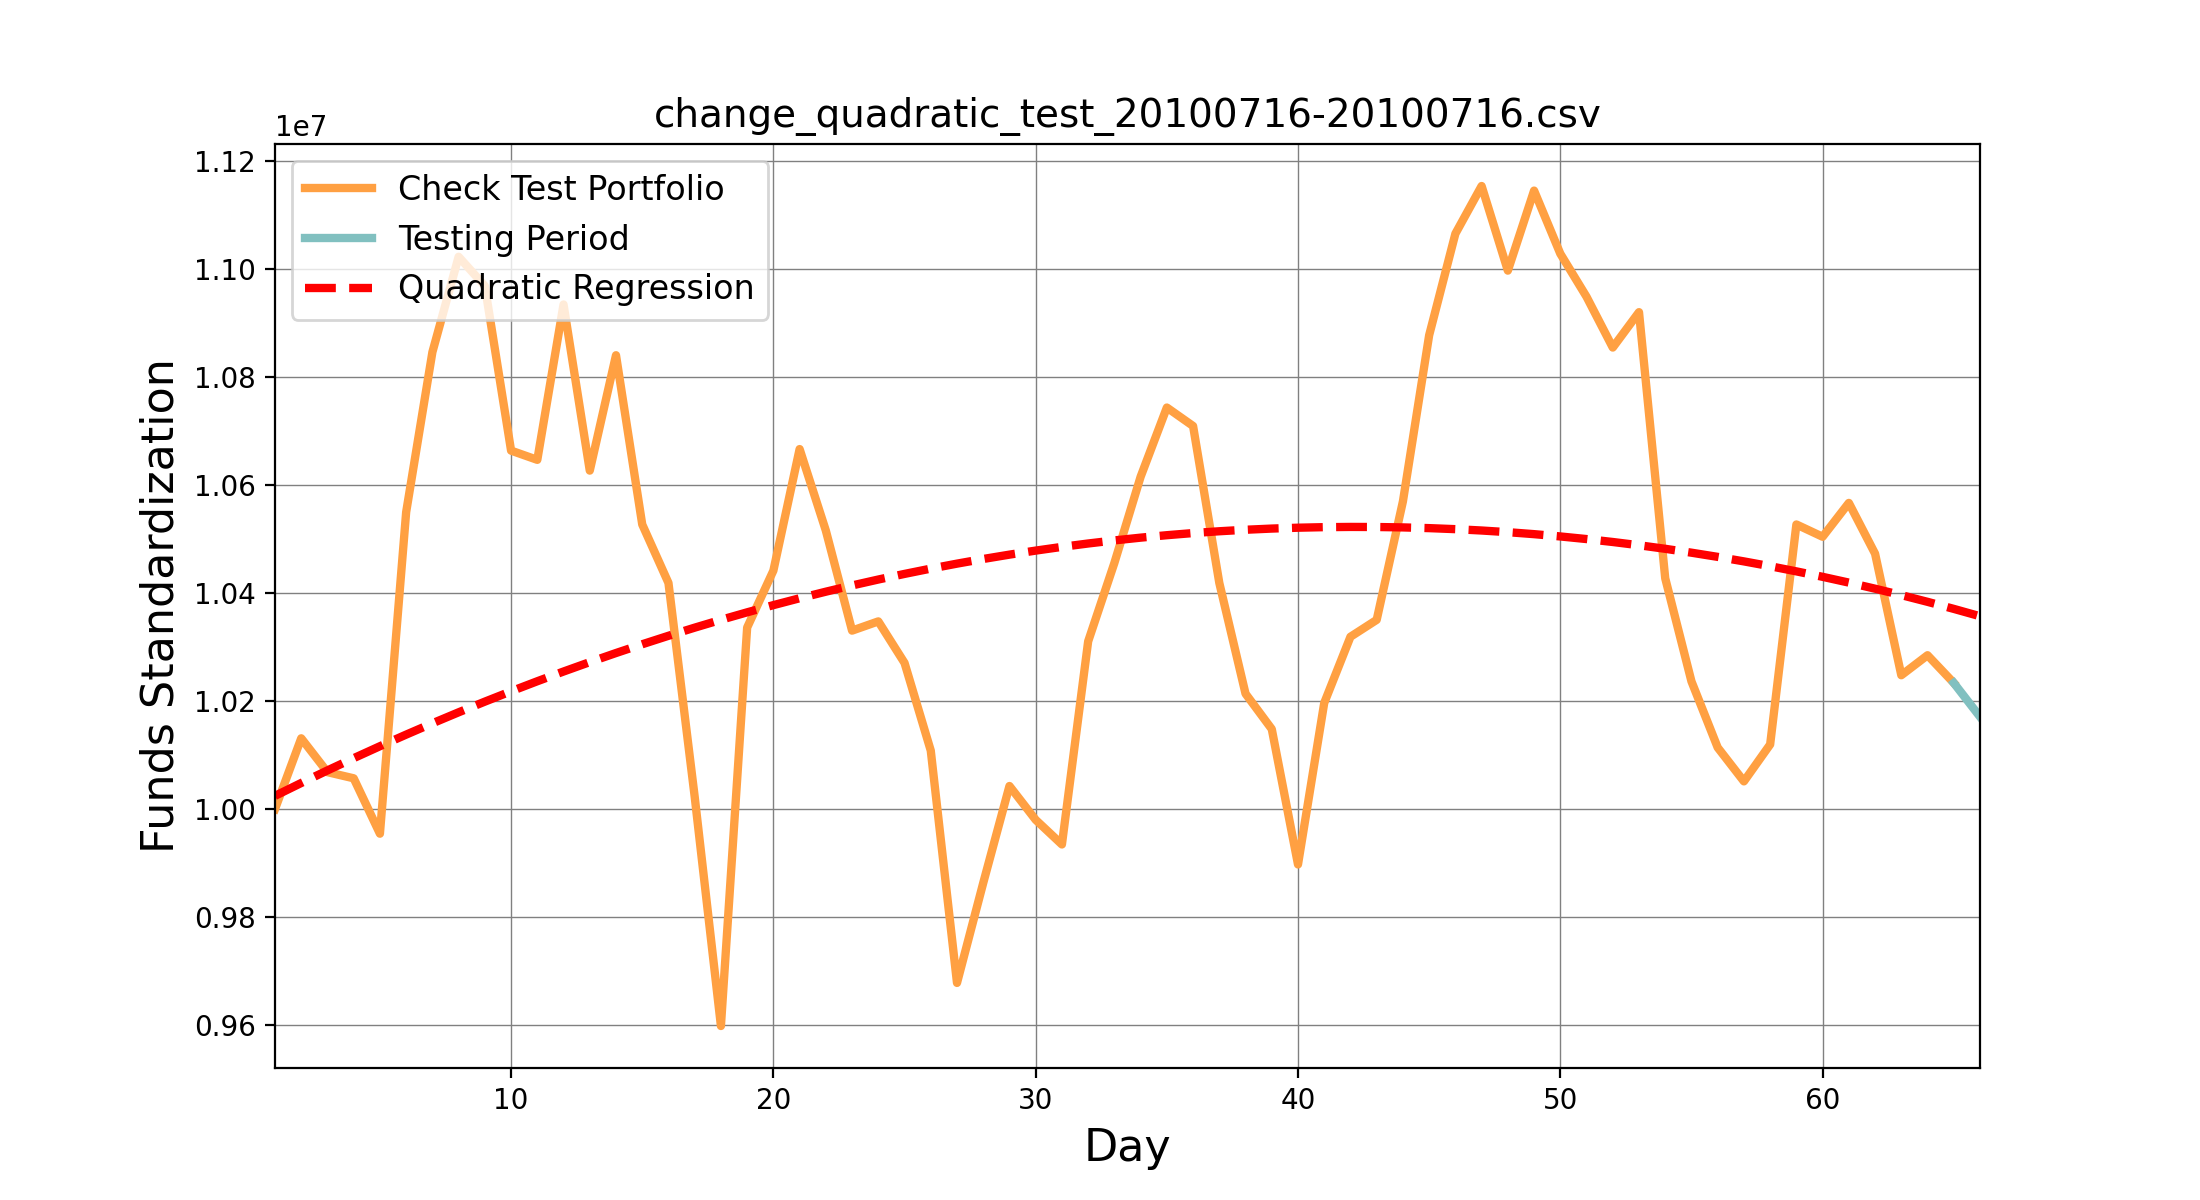 change_quadratic_test_20100716-20100716.csv
1e7
Check Test Portfolio
Testing Period
Quadratic Regression
Funds Standardization
1.12
1.10
1.08
1.06
1.04
1.02
1.00
0.98
0.96
10 20 30 40 50 60
Day